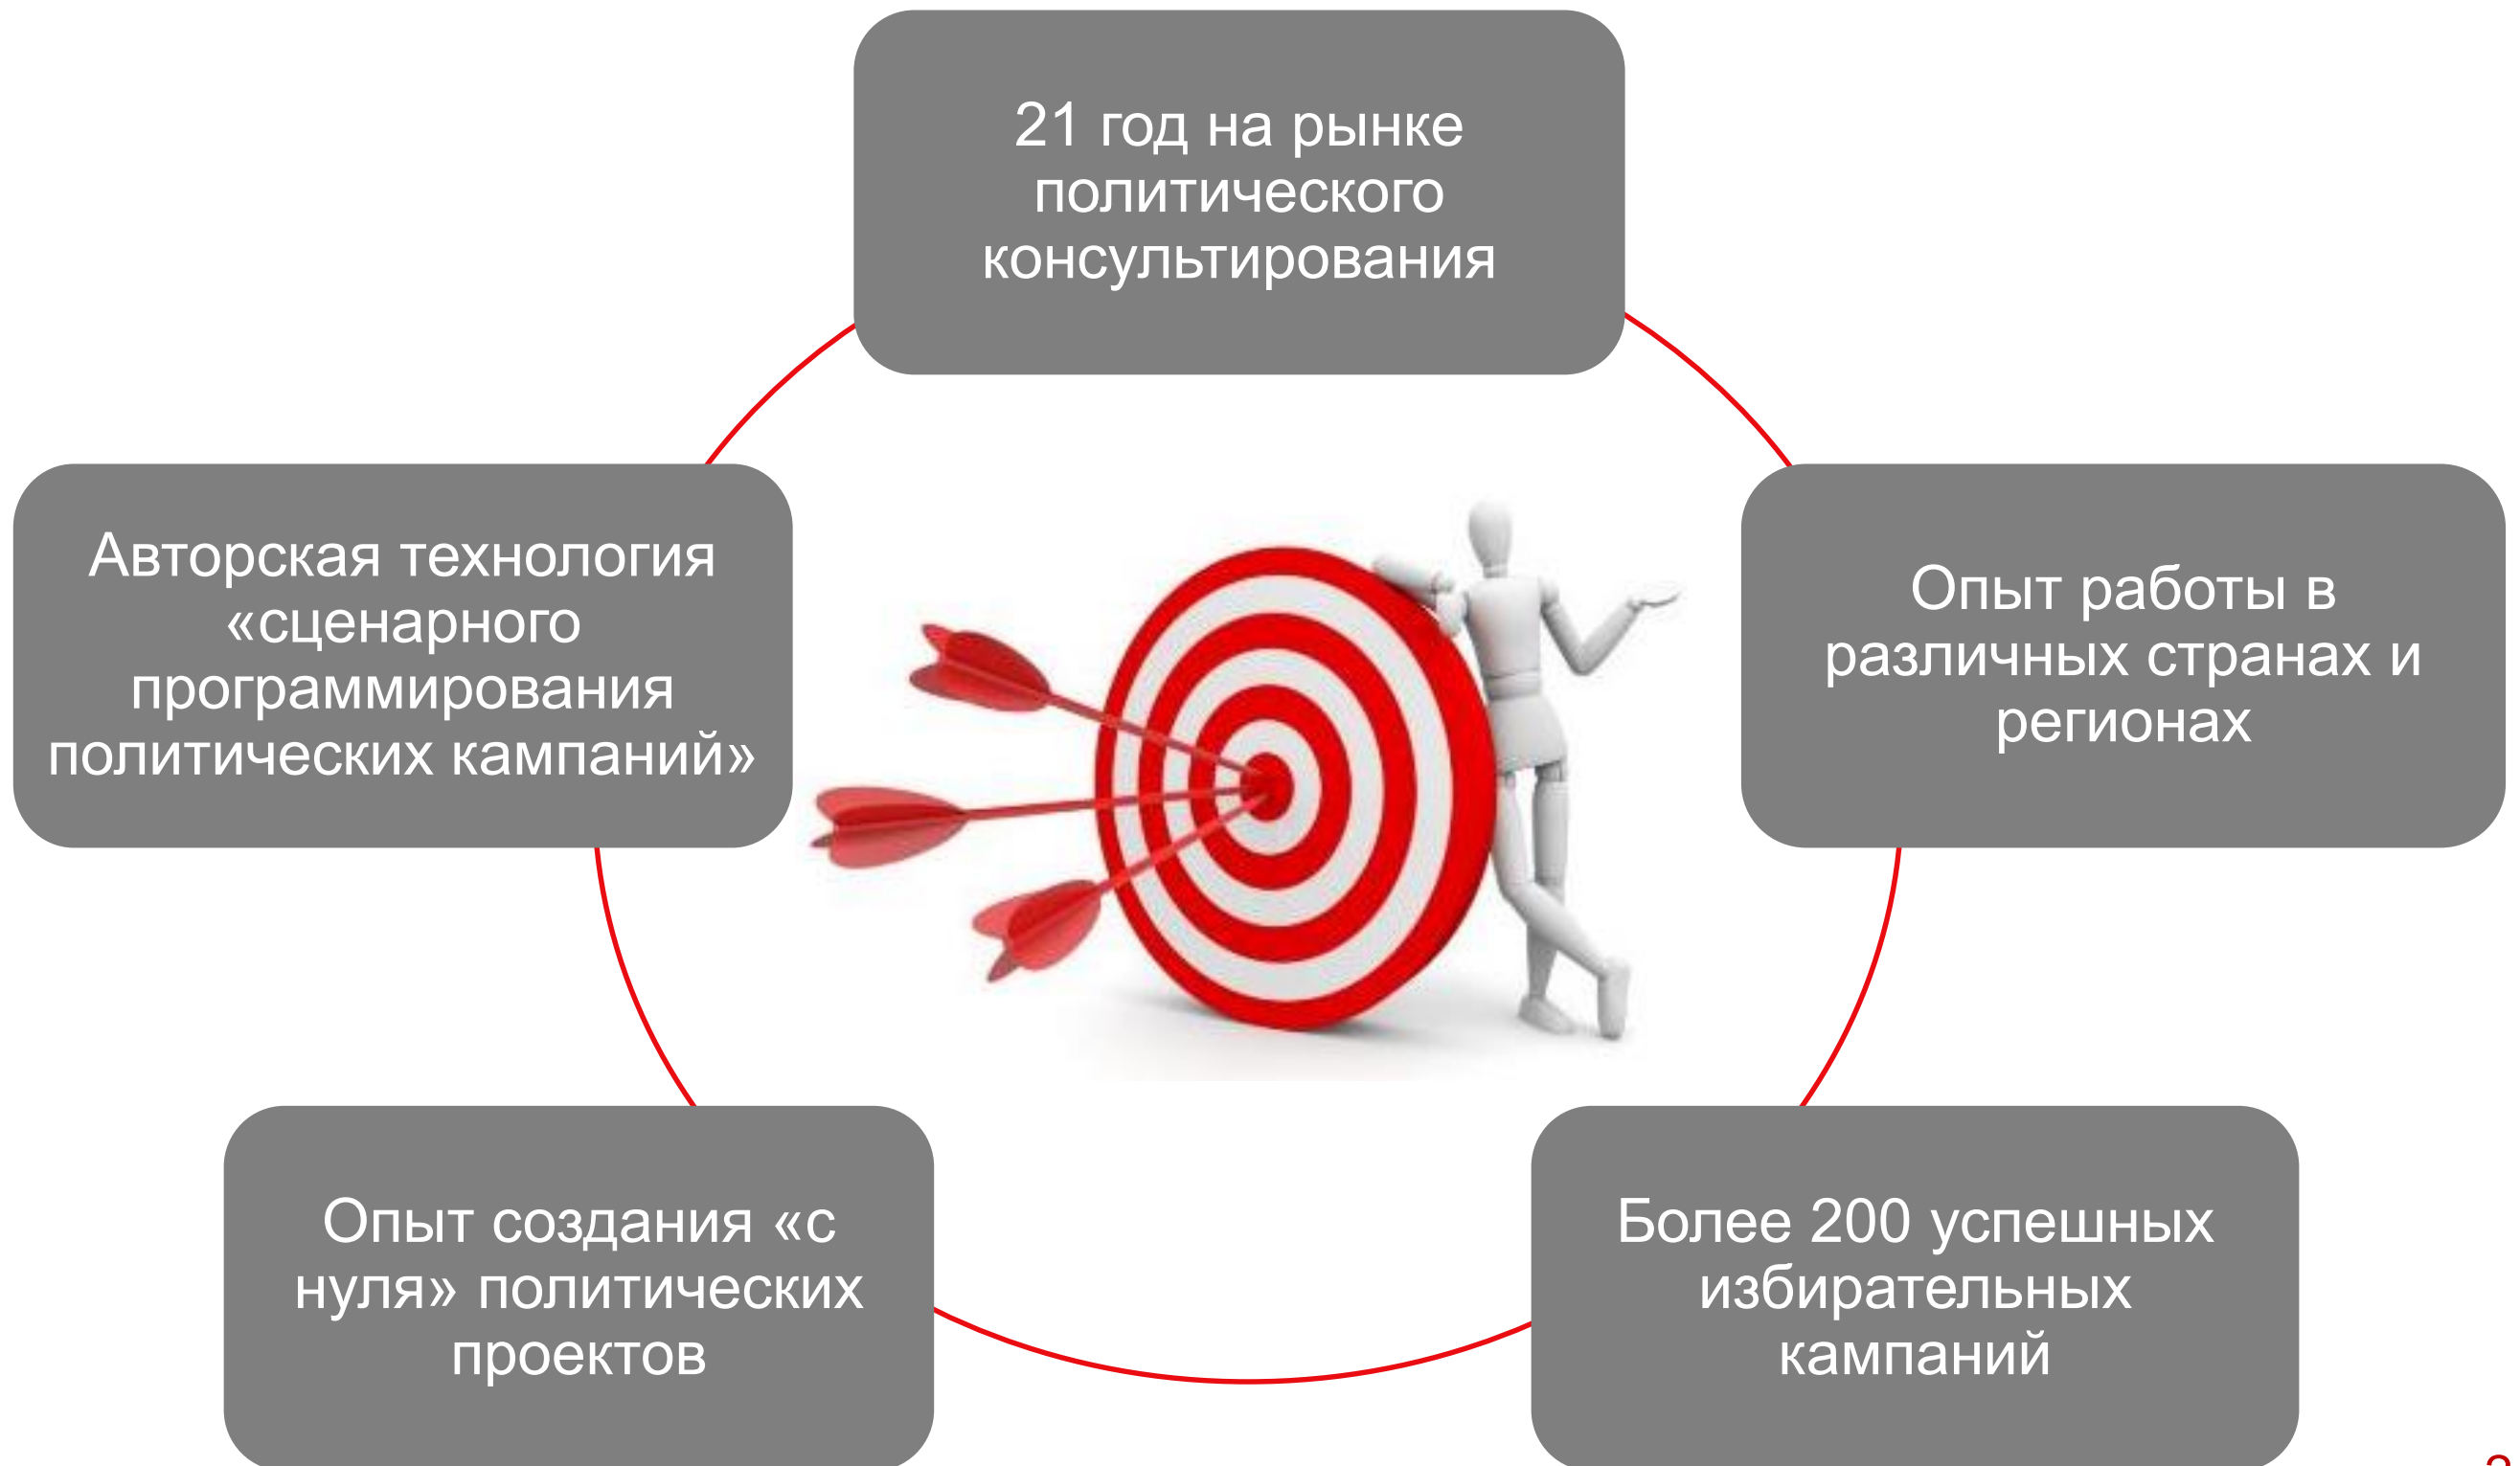 21 год на рынке
политического
консультирования
Авторская технология
«сценарного
программирования
политических кампаний»
Опыт работы в
различных странах и
регионах
Опыт создания «с
нуля» политических
проектов
Более 200 успешных
избирательных
кампаний